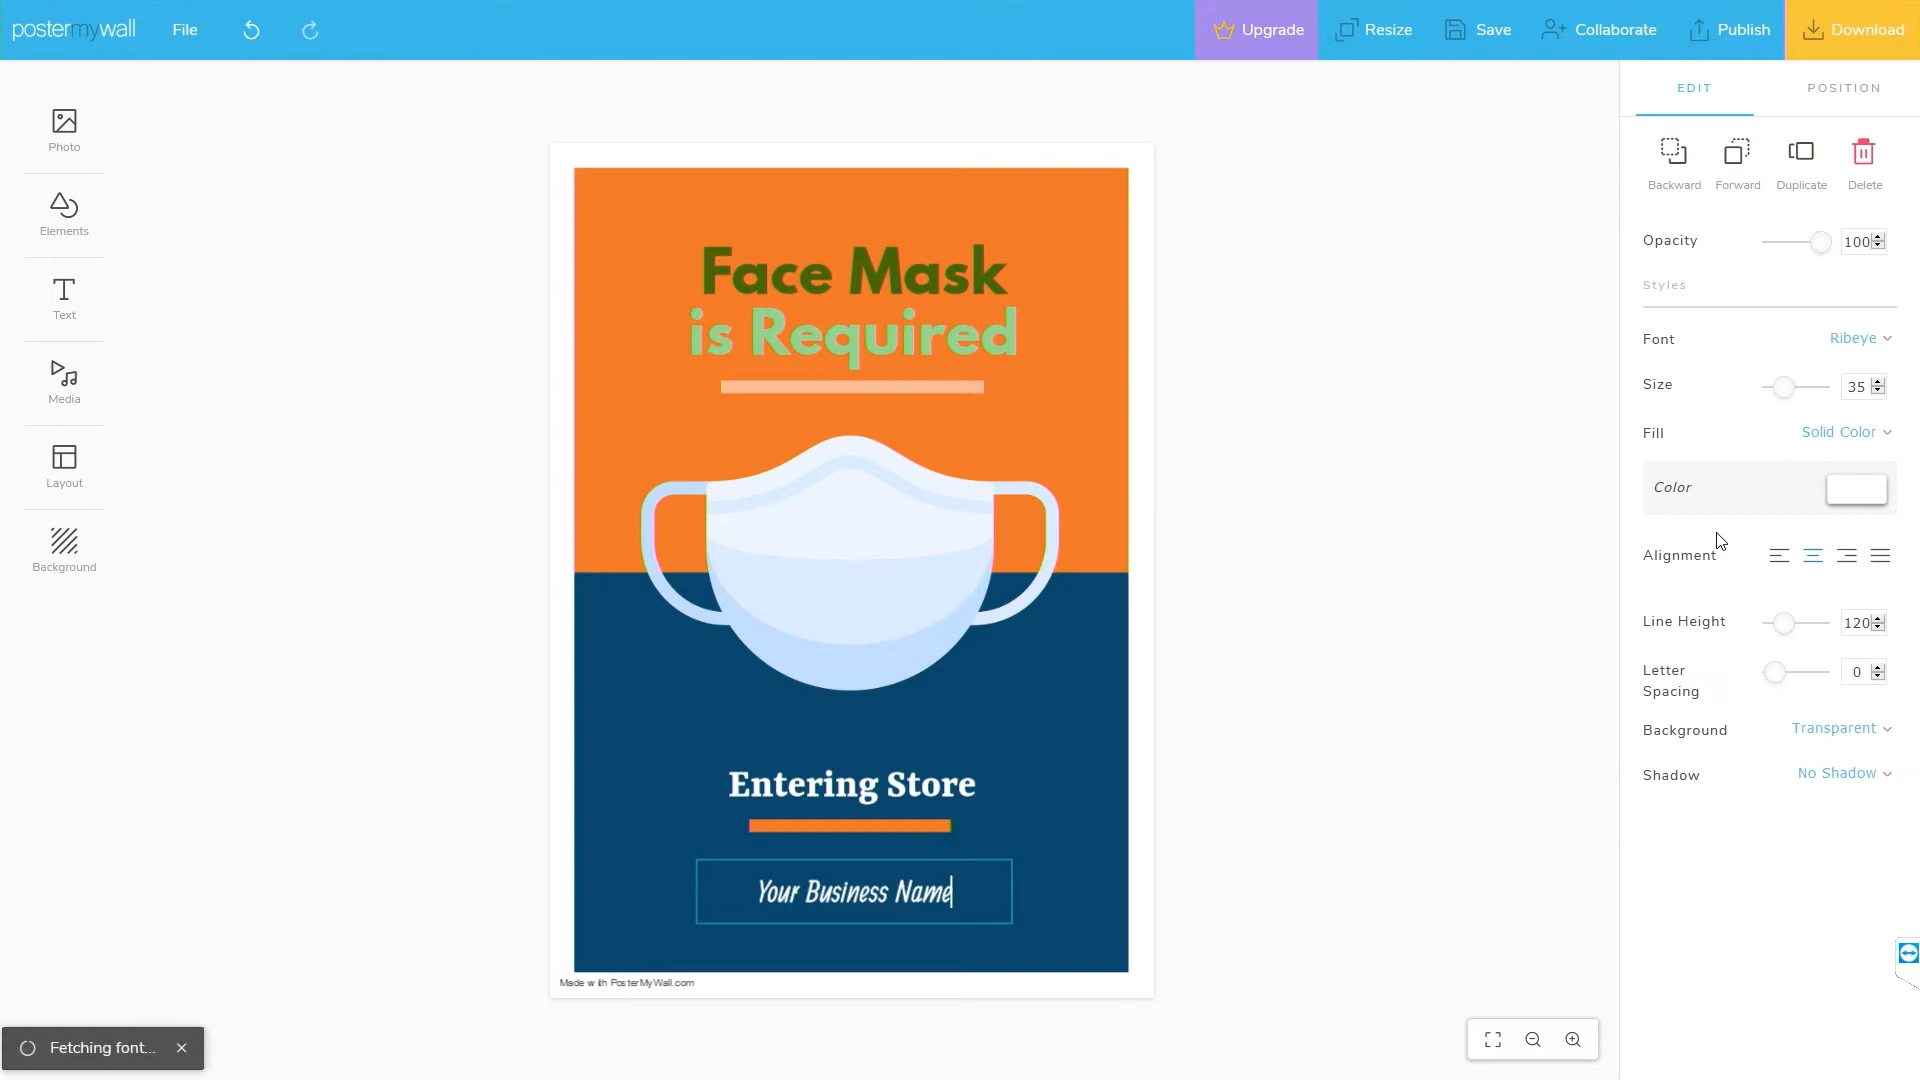 postermywall
File
Upgrade
Resize
Save
Collaborate
Publish
Download
Photo
Elements
Text
Media
Layout
Background
Face Mask
is Required
Entering Store
Your Business Name
Made with PosterMyWall.com
EDIT
POSITION
Backward
Forward
Duplicate
Delete
Opacity
100
Styles
Font
Ribeye
Size
35
Fill
Solid Color
Color
Alignment
Line Height
120
Letter
Spacing
0
Background
Transparent
Shadow
No Shadow
Fetching font...